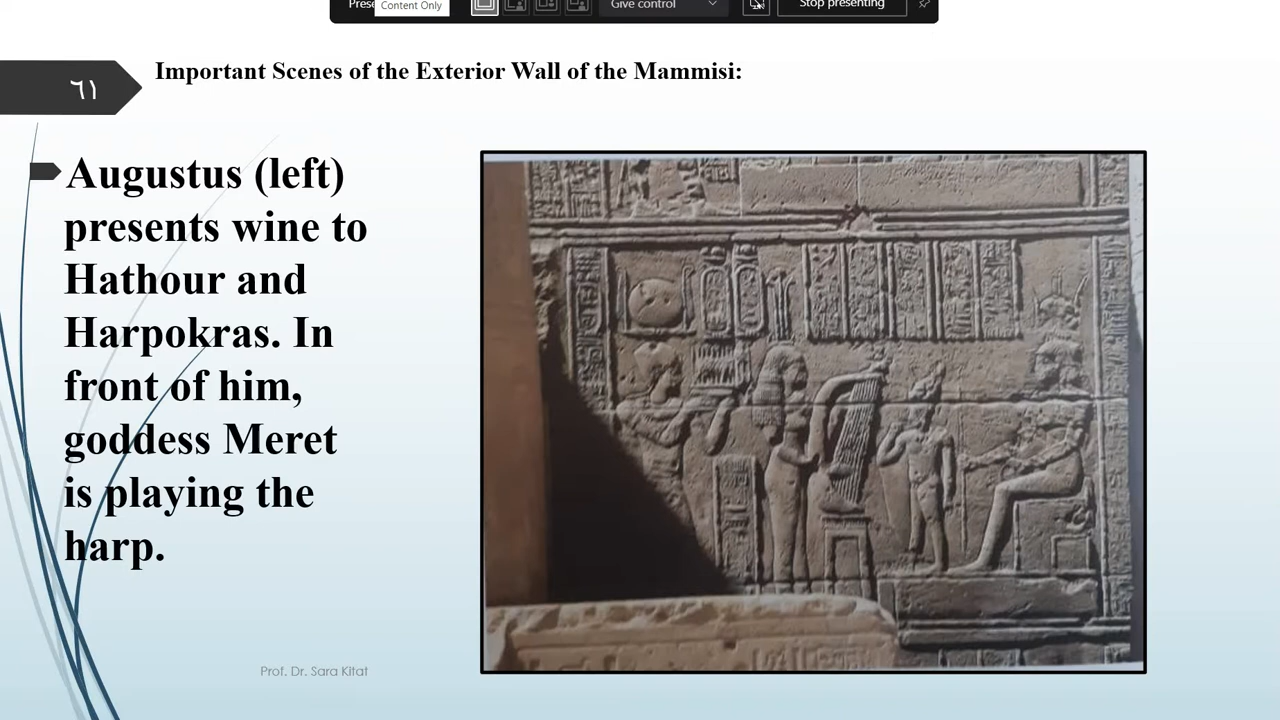 Content Only
Give control
Stop presenting
Important Scenes of the Exterior Wall of the Mammisi:
٦١
Augustus (left)
presents wine to
Hathour and
Harpokras. In
front of him,
goddess Meret
is playing the
harp.
Prof. Dr. Sara Kitat